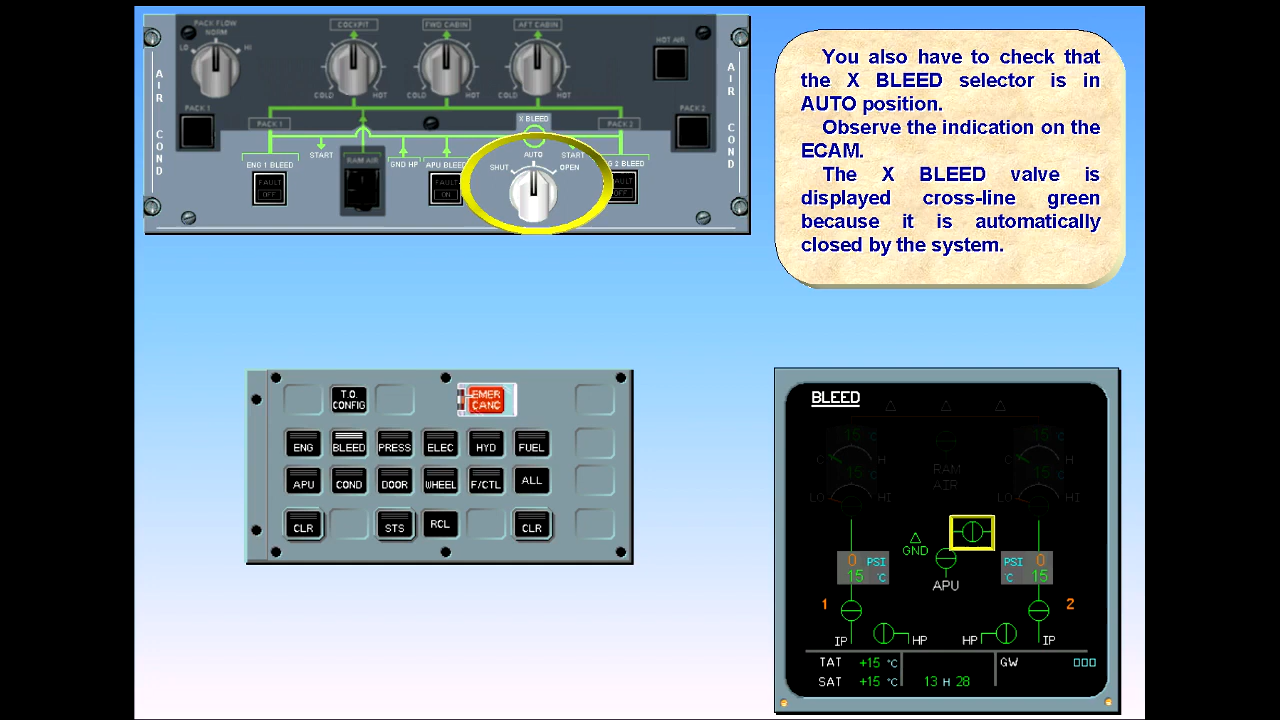 PACK FLOW
NORM
LO
HI
COCKPIT
FWD CABIN
AFT CABIN
HOT AIR
COLD
HOT
COLD
HOT
COLD
HOT
AIR COND
AIR COND
PACK 1
PACK 2
PACK 1
X BLEED
PACK 2
START
RAM AIR
GND HP
APU BLEED
AUTO
START
ENG 1 BLEED
SHUT
OPEN
G 2 BLEED
FAULT
OFF
FAULT
ON
FAULT
OFF
You also have to check that
the X BLEED selector is in
AUTO position.
Observe the indication on the
ECAM.
The X BLEED valve is
displayed cross-line green
because it is automatically
closed by the system.
T.O.
CONFIG
EMER
CANC
ENG
BLEED
PRESS
ELEC
HYD
FUEL
APU
COND
DOOR
WHEEL
F/CTL
ALL
CLR
STS
RCL
CLR
BLEED
15 °C
15 °C
C
H
C
H
RAM
AIR
15
15
LO
HI
LO
HI
GND
0 PSI
15 °C
PSI 0
°C 15
APU
1
2
IP
HP
HP
IP
TAT +15 °C
GW
SAT +15 °C
13 H 28